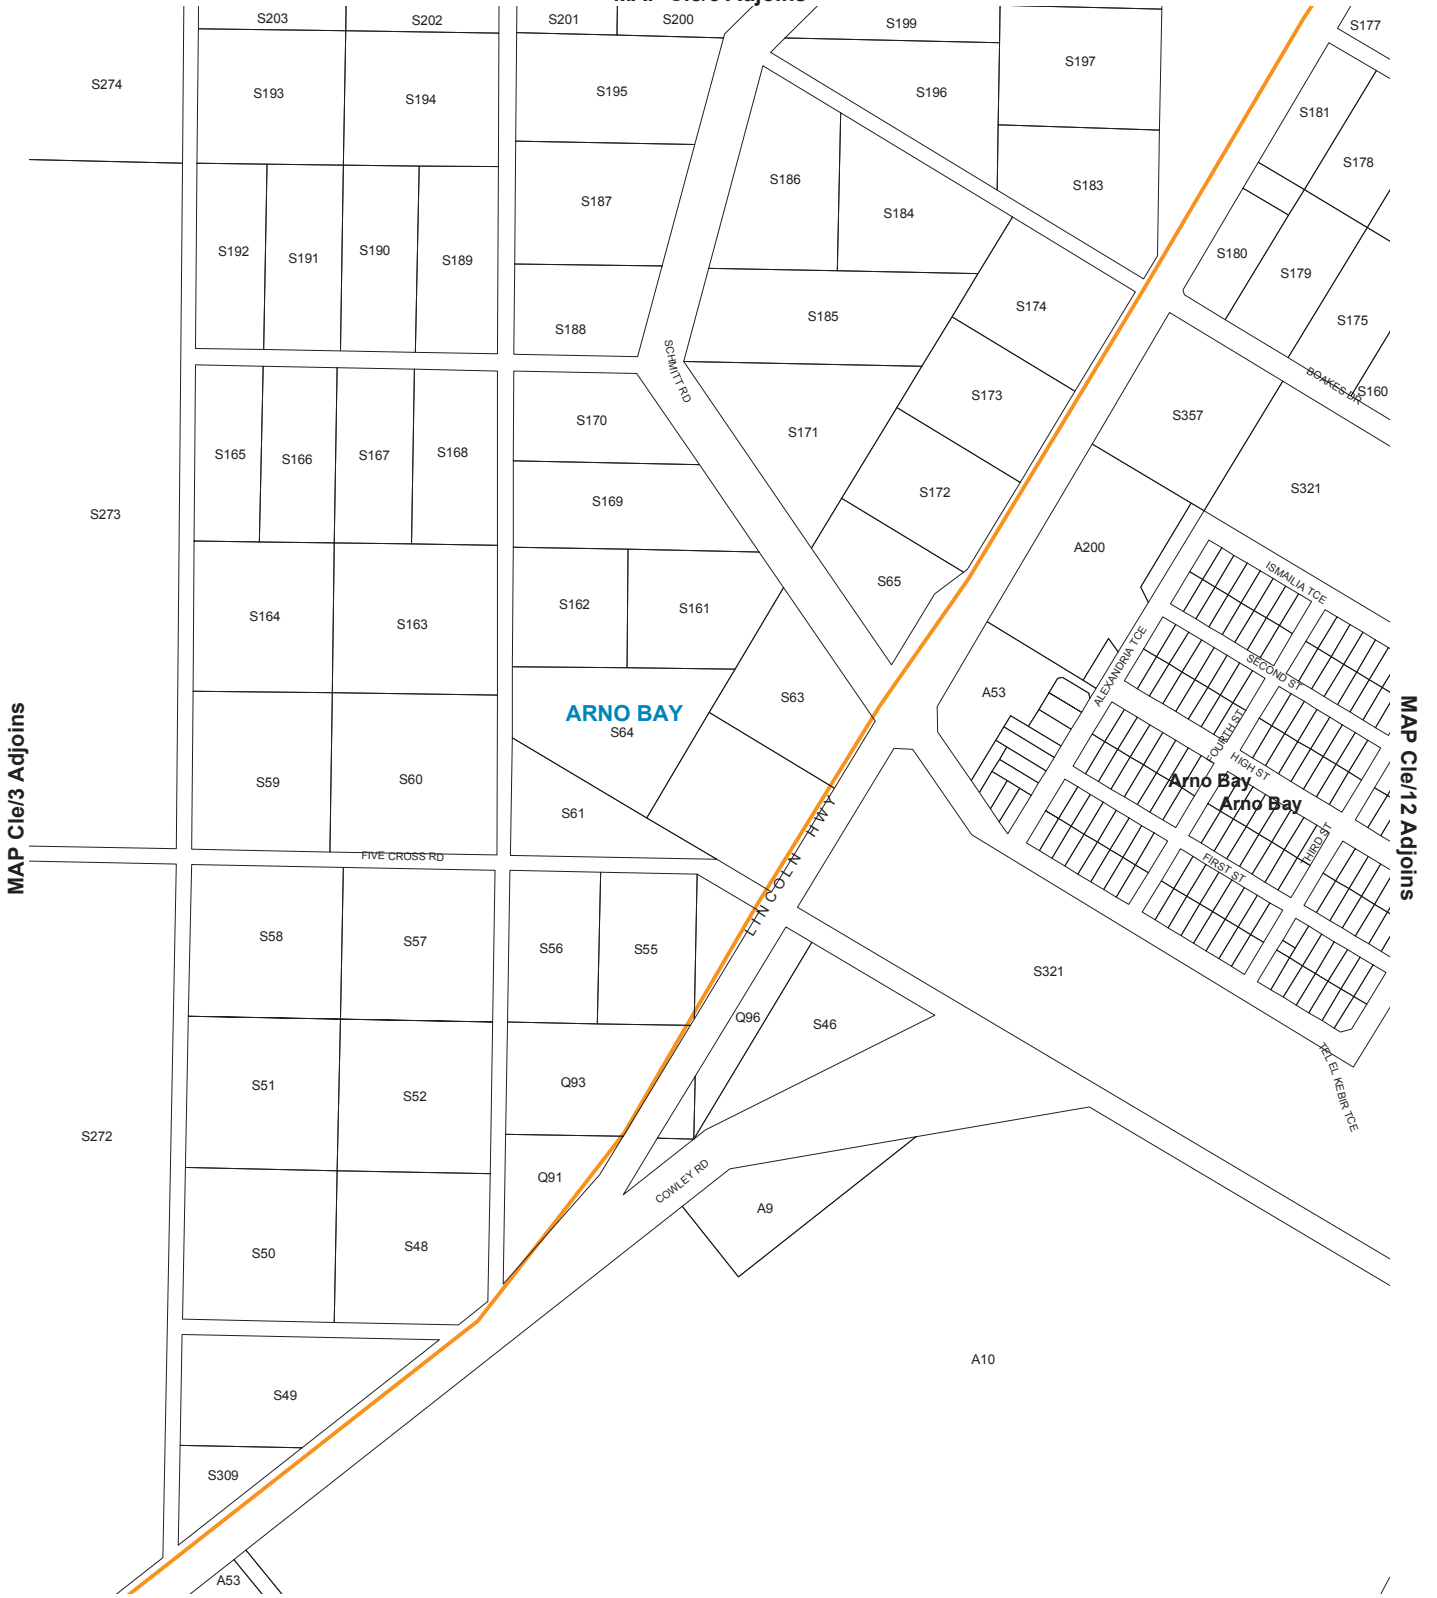 S203
S202
S201
S200
S199
S177
S274
S193
S194
S195
S196
S197
S181
S178
S186
S183
S187
S184
S192
S191
S190
S189
S180
S179
S174
S185
S188
S175
SCHMITT RD
BOAKES DR
S160
S173
S357
S170
S171
S165
S166
S167
S168
S172
S321
S169
S273
A200
ISMAILIA TCE
S65
S162
S161
S164
S163
ALEXANDRIA TCE
SECOND ST
A53
S63
ARNO BAY
S64
FOURTH ST
HIGH ST
MAP Cle/3 Adjoins
MAP Cle/12 Adjoins
S59
S60
Arno Bay
Arno Bay
S61
LINCOLN HWY
THIRD ST
FIVE CROSS RD
FIRST ST
S58
S57
S56
S55
S321
Q96
S46
S51
S52
Q93
TEL EL KEBIR TCE
S272
Q91
COWLEY RD
A9
S50
S48
A10
S49
S309
A53